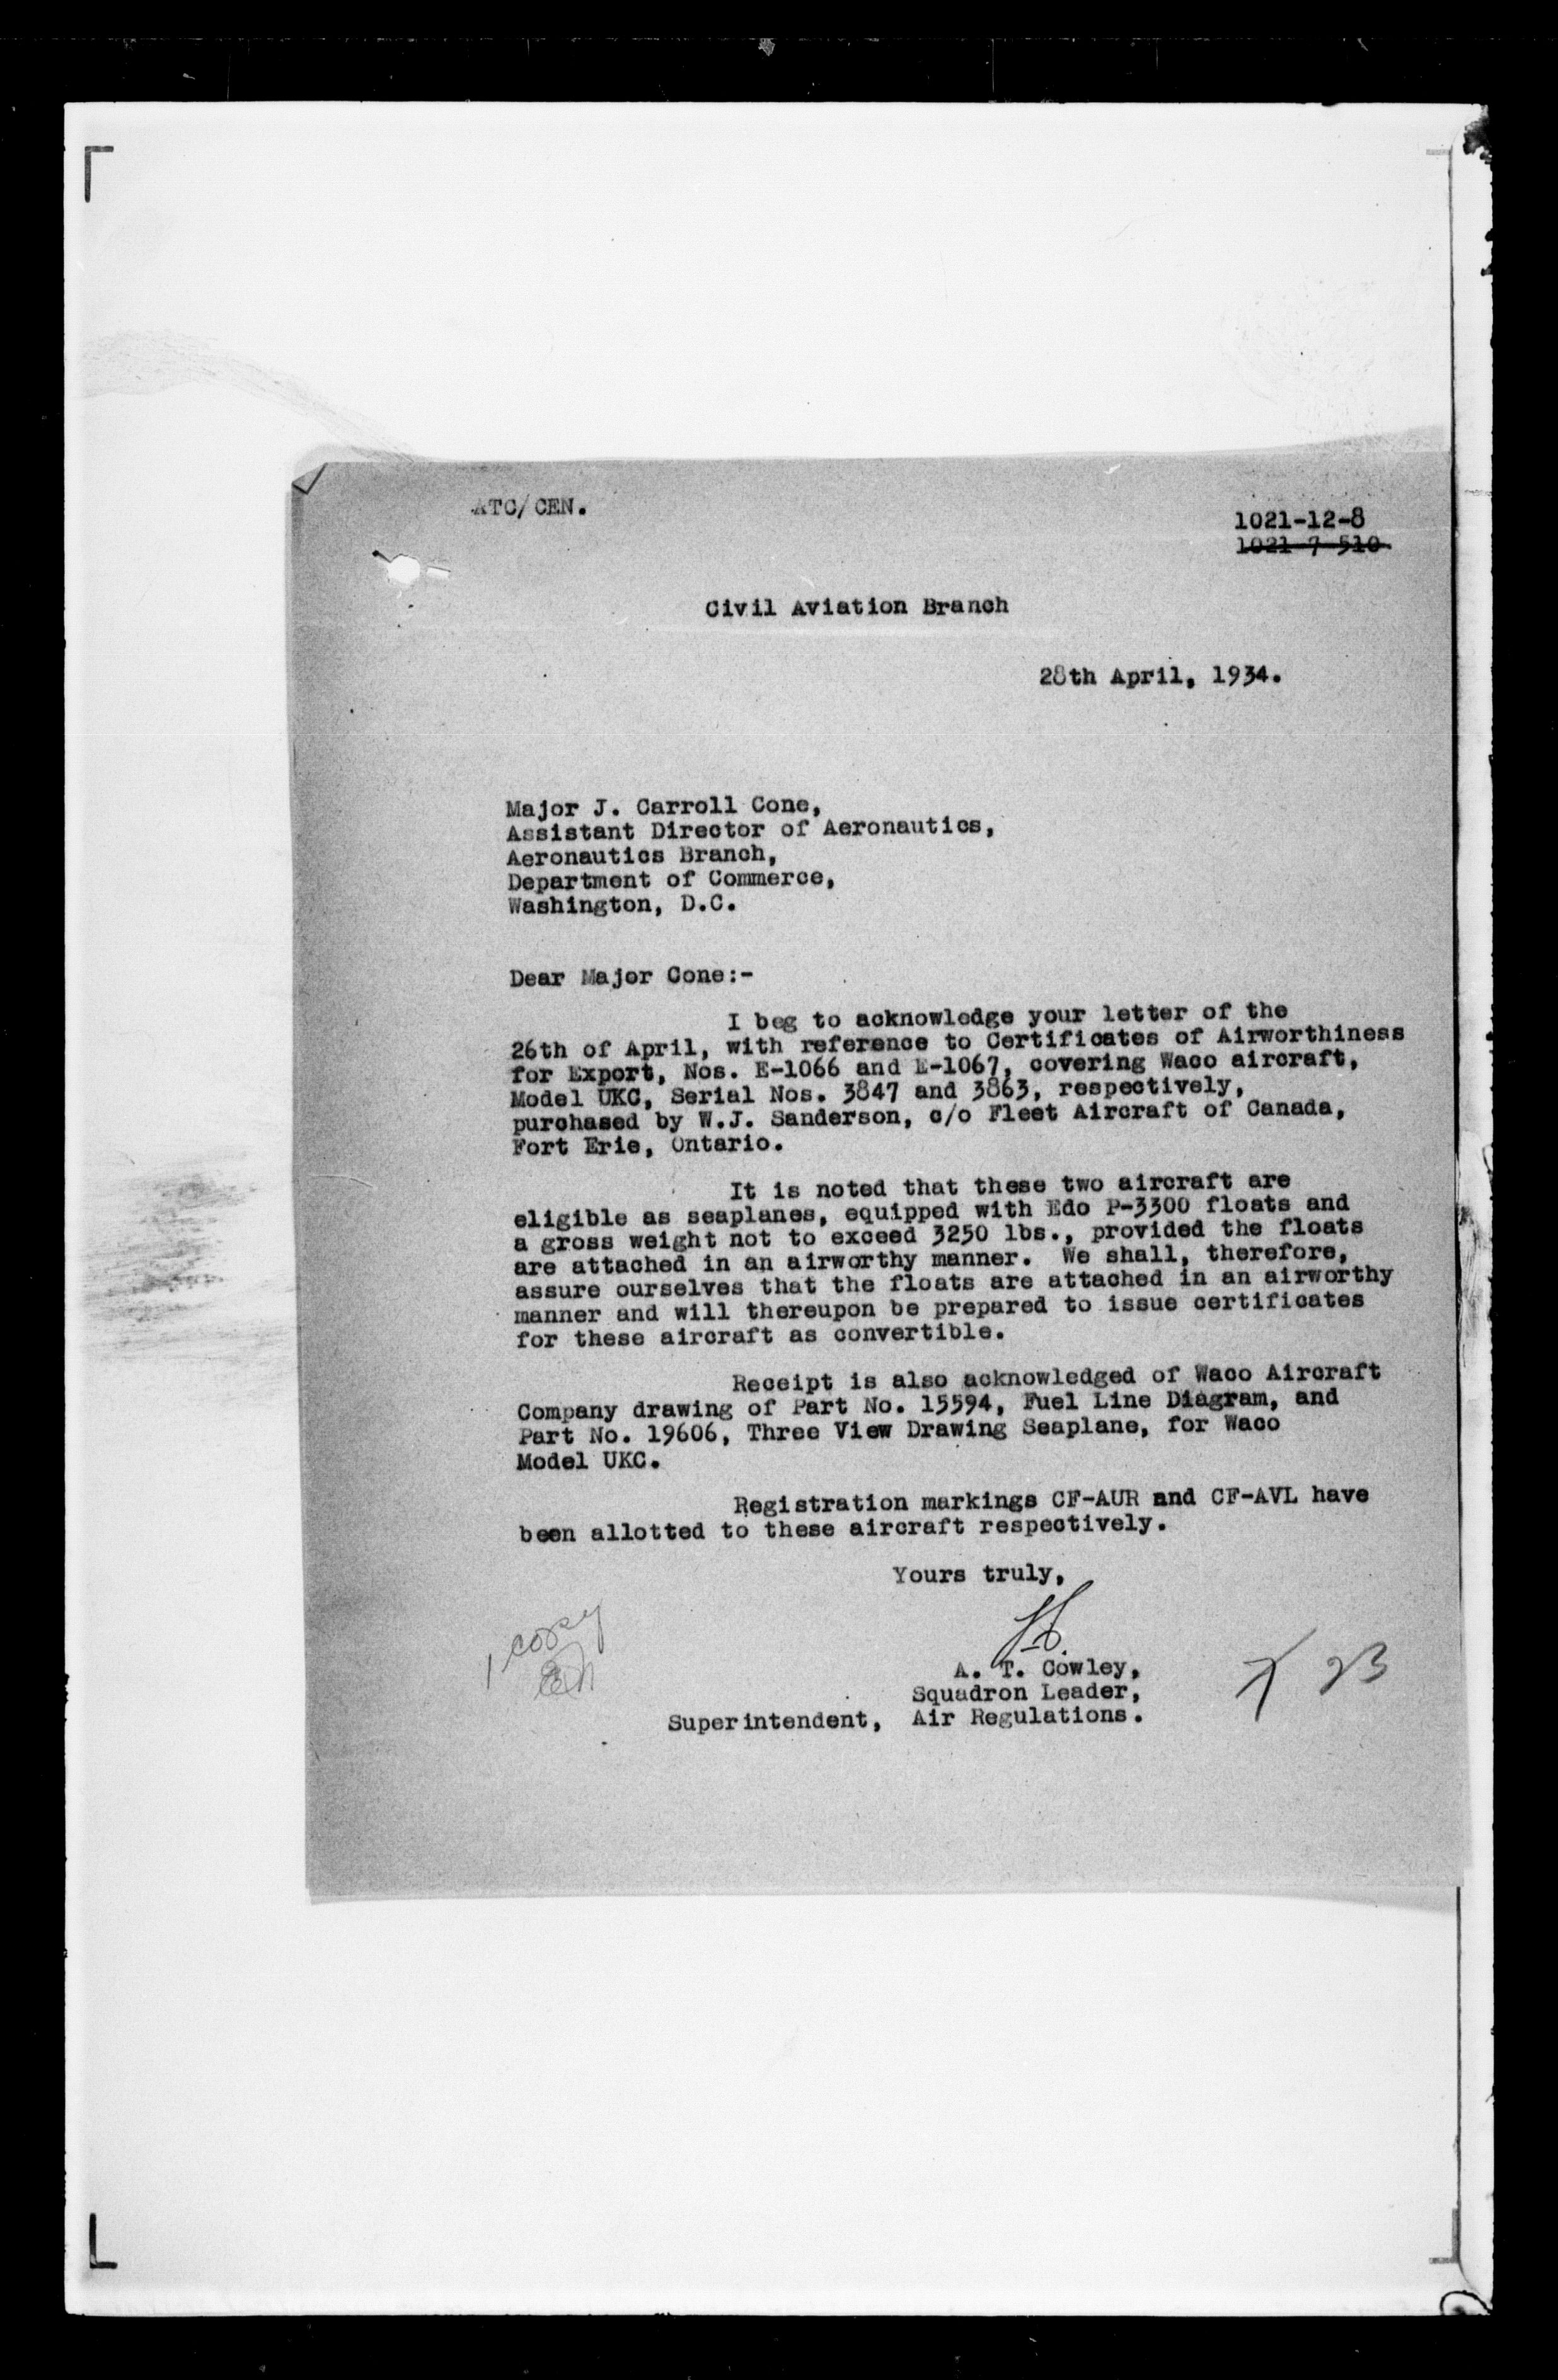 ATC/CEN.
1021-12-8
1021-7-510
Civil Aviation Branch
28th April, 1934.
Major J. Carroll Cone,
Assistant Director of Aeronautics,
Aeronautics Branch,
Department of Commerce,
Washington, D.C.
Dear Major Cone:-
I beg to acknowledge your letter of the
26th of April, with reference to Certificates of Airworthiness
for Export, Nos. E-1066 and E-1067, covering Waco aircraft,
Model UKC, Serial Nos. 3847 and 3863, respectively,
purchased by W.J. Sanderson, c/o Fleet Aircraft of Canada,
Fort Erie, Ontario.
It is noted that these two aircraft are
eligible as seaplanes, equipped with Edo P-3300 floats and
a gross weight not to exceed 3250 lbs., provided the floats
are attached in an airworthy manner. We shall, therefore,
assure ourselves that the floats are attached in an airworthy
manner and will thereupon be prepared to issue certificates
for these aircraft as convertible.
Receipt is also acknowledged of Waco Aircraft
Company drawing of Part No. 15594, Fuel Line Diagram, and
Part No. 19606, Three View Drawing Seaplane, for Waco
Model UKC.
Registration markings CF-AUR and CF-AVL have
been allotted to these aircraft respectively.
Yours truly,
1 copy
A. T. Cowley,
Squadron Leader,
Superintendent, Air Regulations.